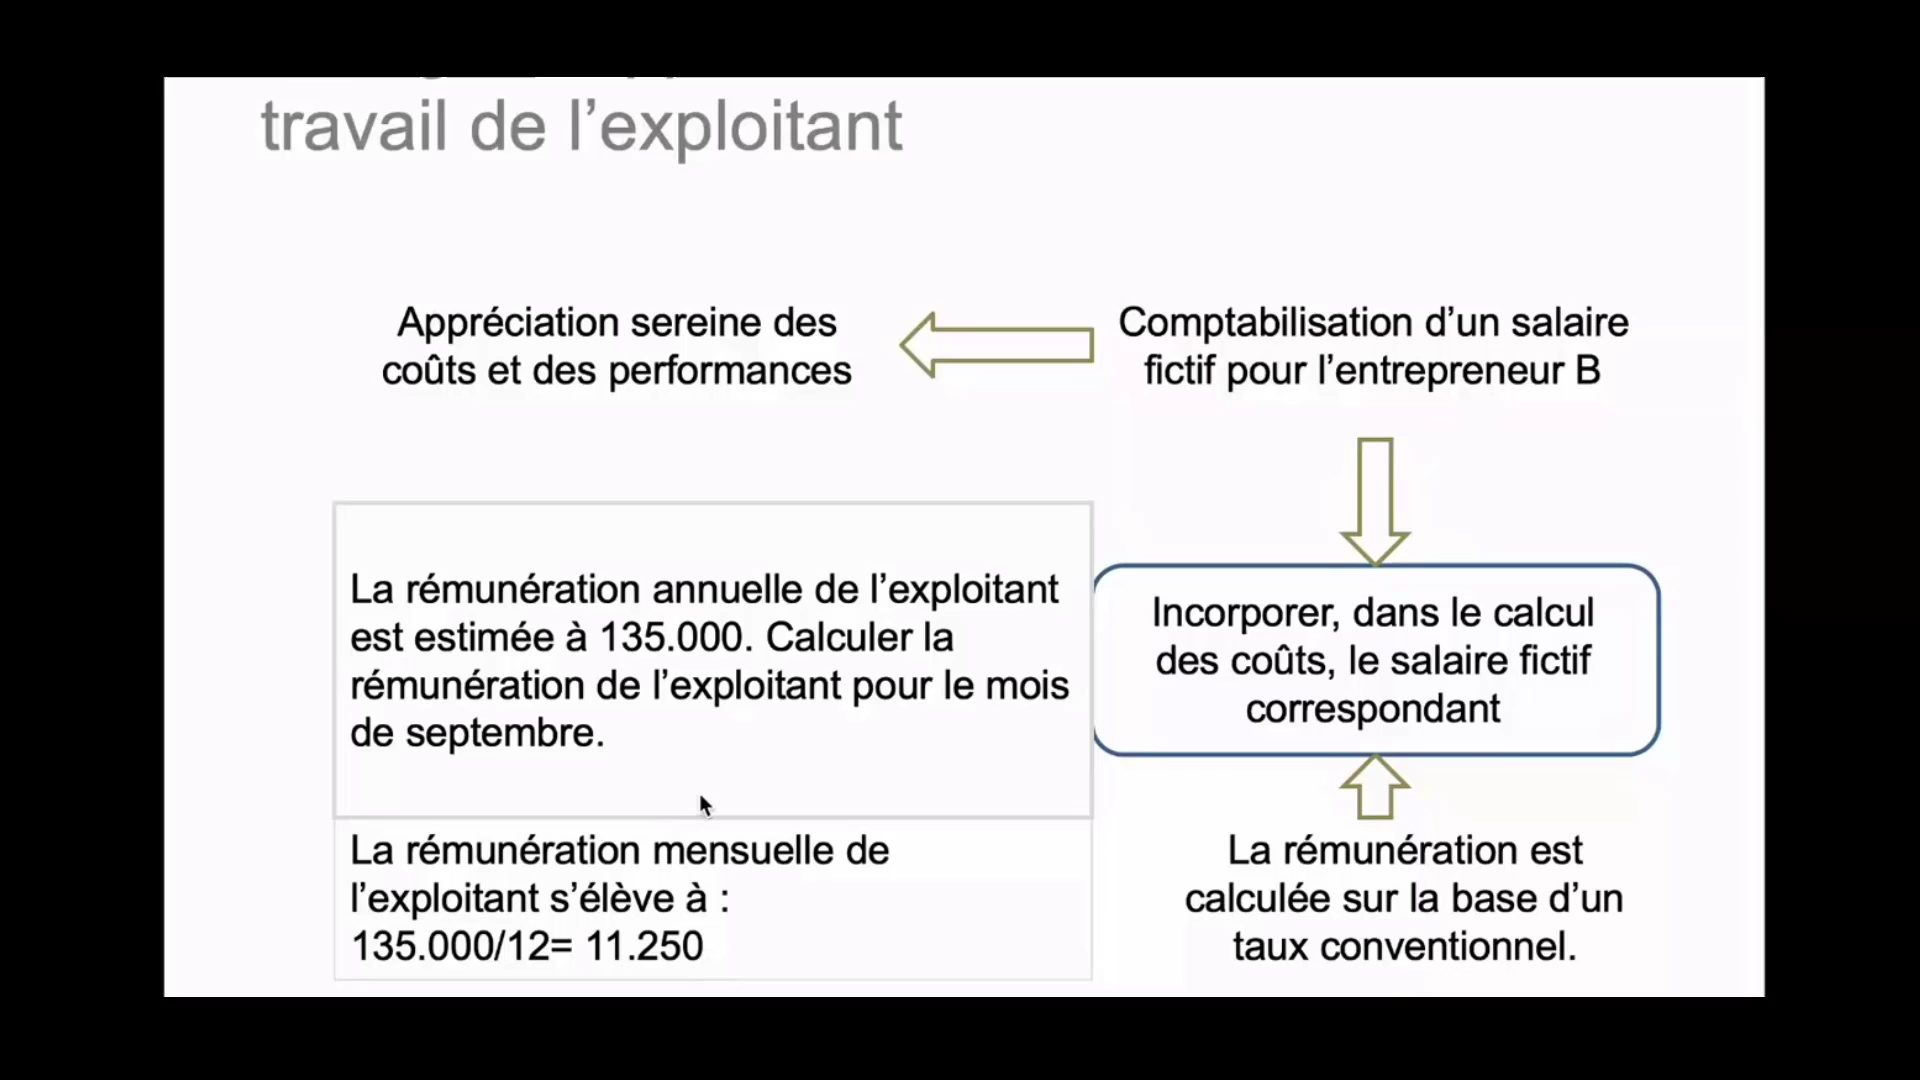 travail de l’exploitant
Appréciation sereine des
coûts et des performances
Comptabilisation d’un salaire
fictif pour l’entrepreneur B
La rémunération annuelle de l’exploitant
est estimée à 135.000. Calculer la
rémunération de l’exploitant pour le mois
de septembre.
Incorporer, dans le calcul
des coûts, le salaire fictif
correspondant
La rémunération mensuelle de
l’exploitant s’élève à :
135.000/12= 11.250
La rémunération est
calculée sur la base d’un
taux conventionnel.